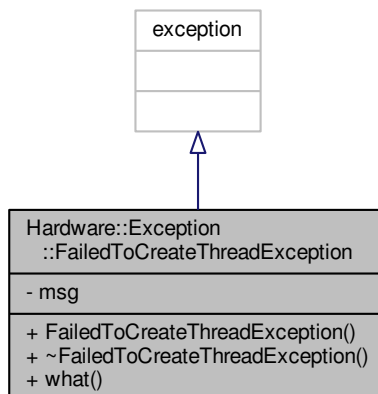 exception
Hardware::Exception
::FailedToCreateThreadException
- msg
+ FailedToCreateThreadException()
+ ~FailedToCreateThreadException()
+ what()